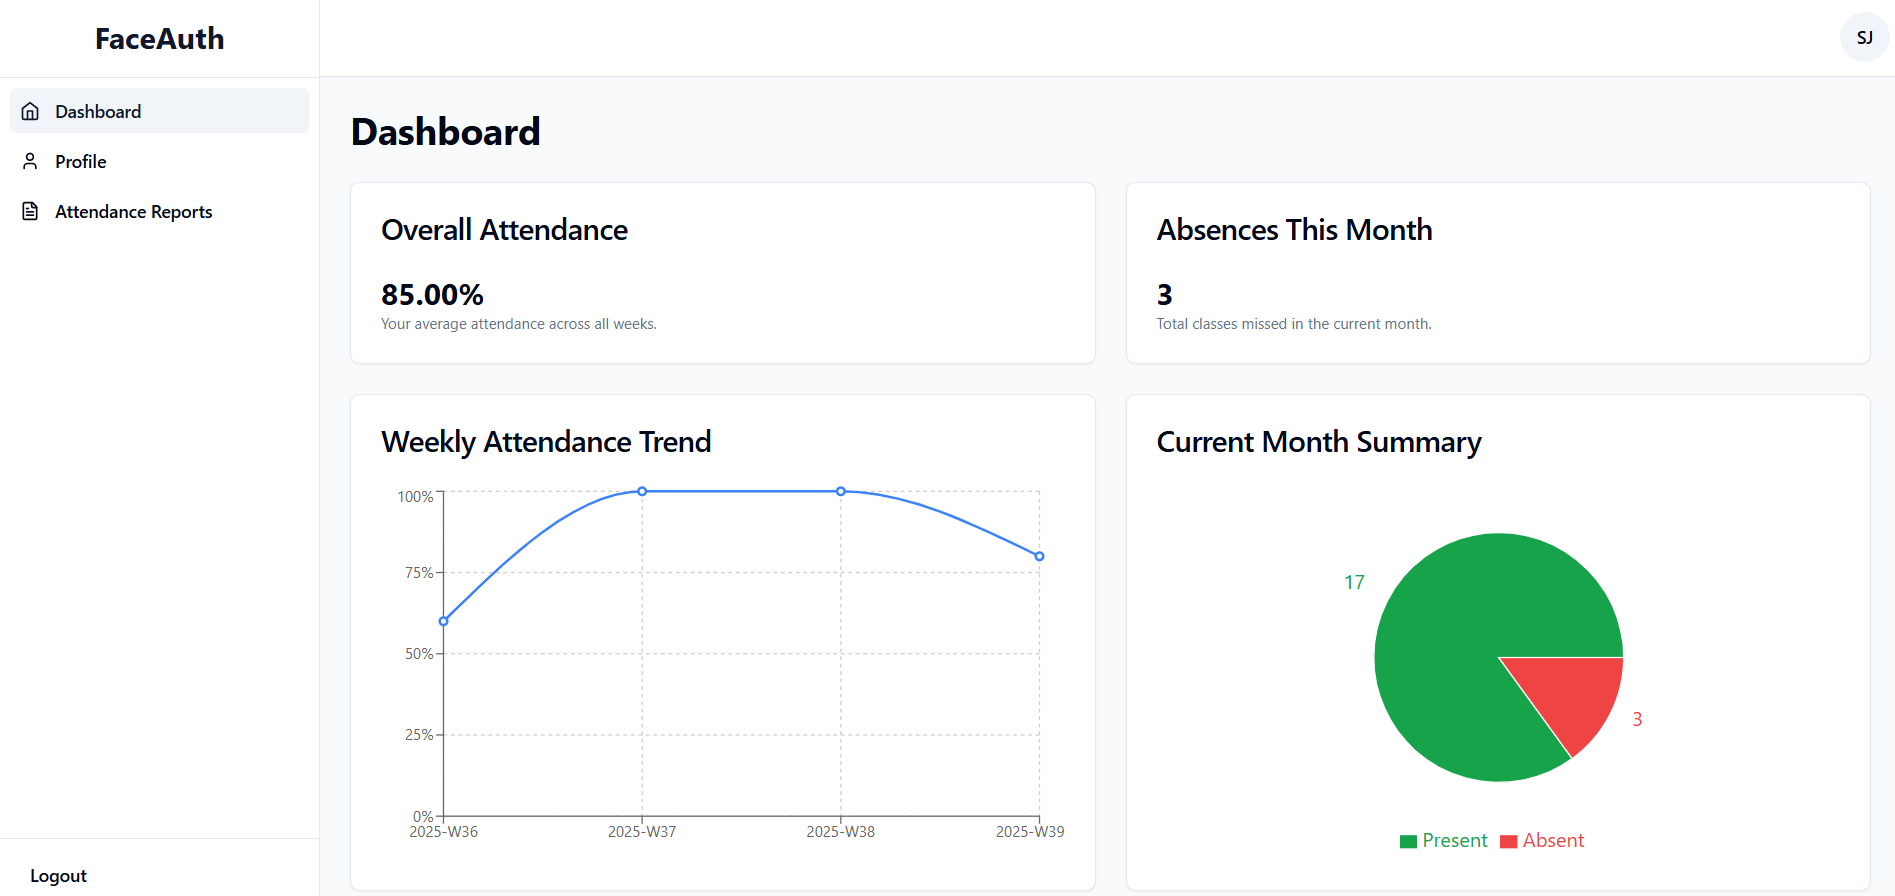 FaceAuth
SJ
Dashboard
Profile
Attendance Reports
Logout
Dashboard
Overall Attendance
85.00%
Your average attendance across all weeks.
Absences This Month
3
Total classes missed in the current month.
Weekly Attendance Trend
100%
75%
50%
25%
0%
2025-W36 2025-W37 2025-W38 2025-W39
Current Month Summary
17
3
Present Absent